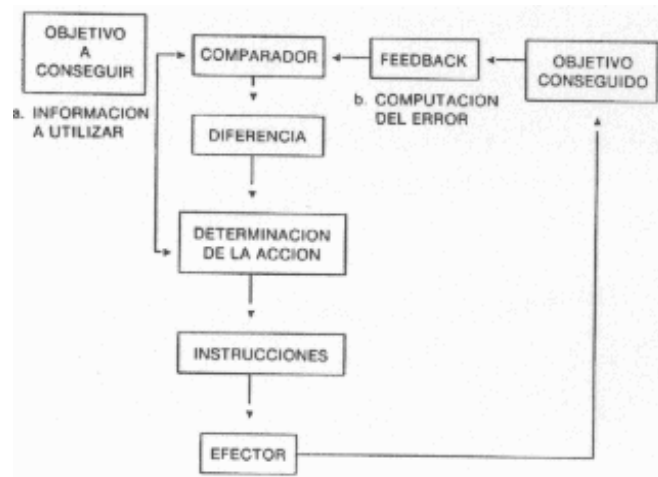 OBJETIVO
A
CONSEGUIR
COMPARADOR
FEEDBACK
OBJETIVO
CONSEGUIDO
a. INFORMACION
A UTILIZAR
b. COMPUTACION
DEL ERROR
DIFERENCIA
DETERMINACION
DE LA ACCION
INSTRUCCIONES
EFECTOR